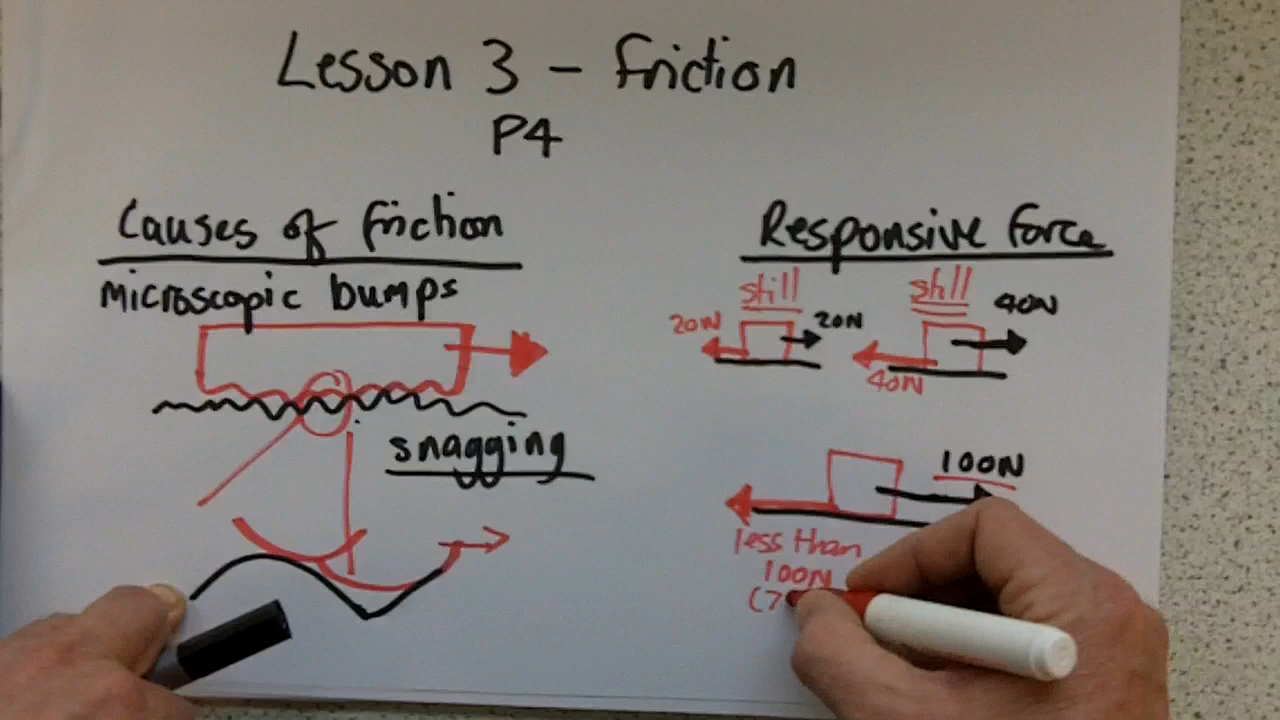 Lesson 3 - Friction
P4
Causes of friction
Microscopic bumps
snagging
Responsive Force
still
still
20N
20N
40N
40N
100N
less than
100N
(7